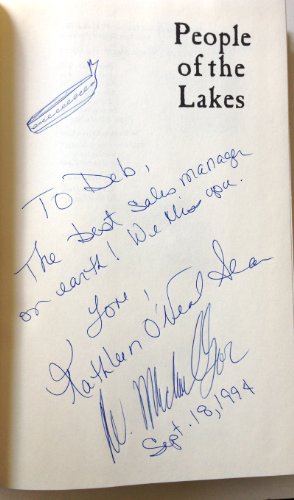 People
of the
Lakes
To Deb,
The best sales manager
on earth! We Miss you.
Love,
Kathleen O'Neal Gear
W. Michael Gear
Sept. 18, 1994